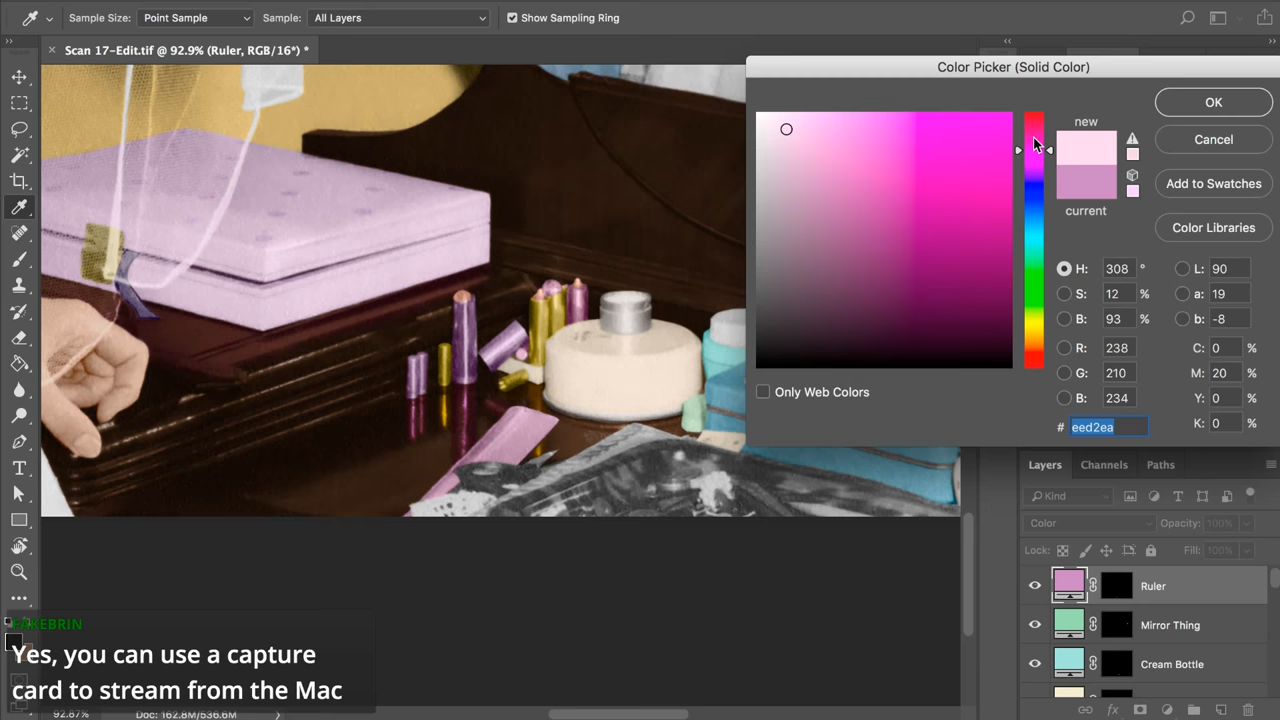 Sample Size: Point Sample Sample: All Layers Show Sampling Ring
Scan 17-Edit.tif @ 92.9% (Ruler, RGB/16*) *
Color Picker (Solid Color)
new
current
OK
Cancel
Add to Swatches
Color Libraries
H: 308 °
S: 12 %
B: 93 %
R: 238
G: 210
B: 234
# eed2ea
L: 90
a: 19
b: -8
C: 0 %
M: 20 %
Y: 0 %
K: 0 %
Only Web Colors
Layers Channels Paths
Kind
Color Opacity: 100%
Lock: Fill: 100%
Ruler
Mirror Thing
Cream Bottle
FAKEBRIN
Yes, you can use a capture
card to stream from the Mac
92.87% Doc: 162.8M/536.6M